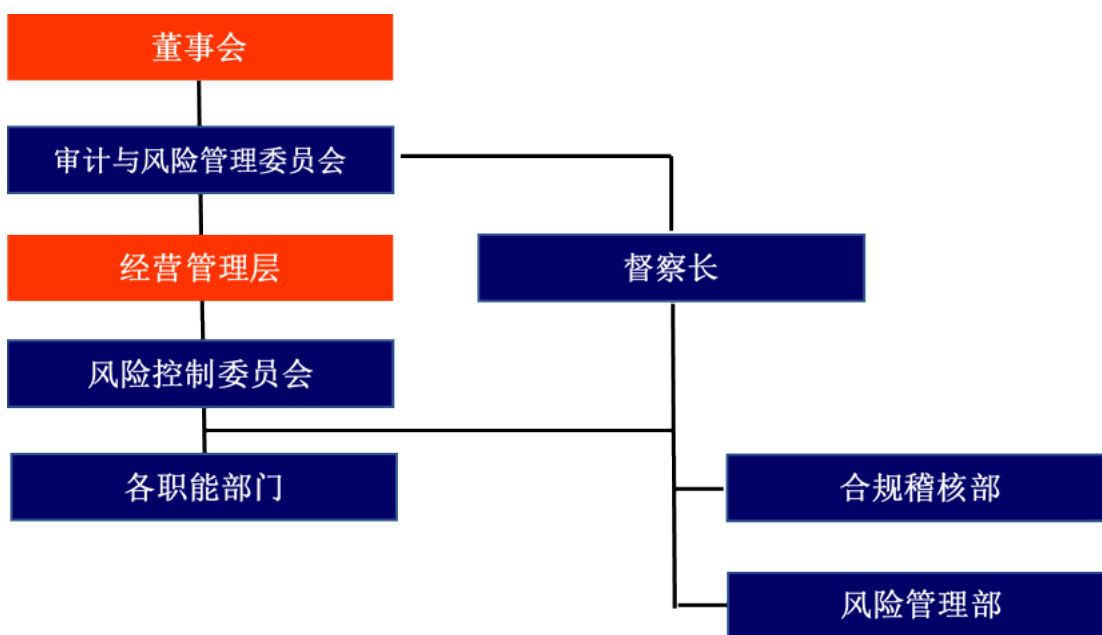 董事会
审计与风险管理委员会
经营管理层
督察长
风险控制委员会
各职能部门
合规稽核部
风险管理部